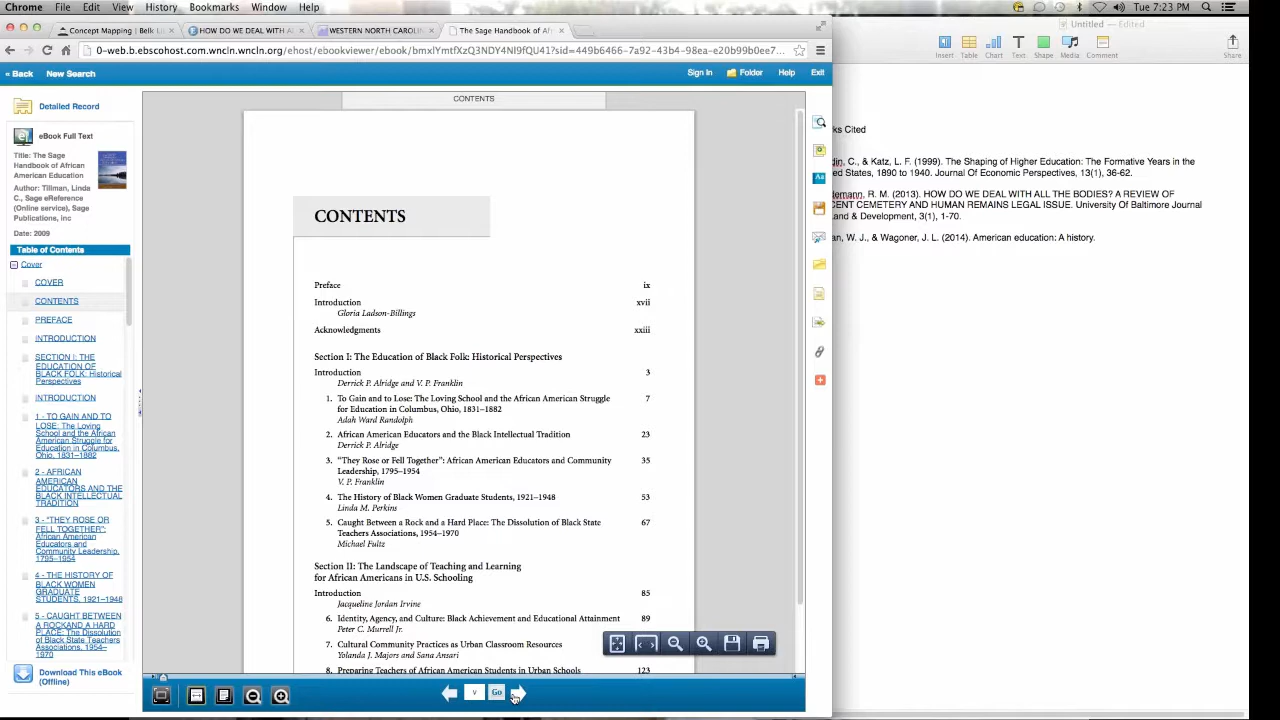 File Edit View History Bookmarks Window Help
Tue 7:23 PM
Concept Mapping | Belk L
HOW DO WE DEAL WITH A
WESTERN NORTH CAROLIN
The Sage Handbook of Afr
Untitled — Edited
0-web.b.ebscohost.com.wncln.wncln.org/ehost/ebookviewer/ebook/bmxlYmtfXzQ3NDY4Nl9fQU41?sid=449b6466-7a92-43b4-98ea-e20b99b0ee7...
Insert Table Chart Text Shape Media Comment Share
« Back New Search Sign In Folder Help Exit
Detailed Record
eBook Full Text
Title: The Sage
Handbook of African
American Education
Author: Tillman, Linda
C., Sage eReference
(Online service), Sage
Publications, inc
Date: 2009
Table of Contents
Cover
COVER
CONTENTS
PREFACE
INTRODUCTION
SECTION I: THE
EDUCATION OF
BLACK FOLK: Historical
Perspectives
INTRODUCTION
1 - TO GAIN AND TO
LOSE: The Loving
School and the African
American Struggle for
Education in Columbus,
Ohio, 1831–1882
2 - AFRICAN
AMERICAN
EDUCATORS AND THE
BLACK INTELLECTUAL
TRADITION
3 - "THEY ROSE OR
FELL TOGETHER":
African American
Educators and
Community Leadership,
1795–1954
4 - THE HISTORY OF
BLACK WOMEN
GRADUATE
STUDENTS, 1921–1948
5 - CAUGHT BETWEEN
A ROCKAND A HARD
PLACE: The Dissolution
of Black State Teachers
Associations, 1954–
1970
Download This eBook
(Offline)
CONTENTS
CONTENTS
Preface ix
Introduction xvii
Gloria Ladson-Billings
Acknowledgments xxiii
Section I: The Education of Black Folk: Historical Perspectives
Introduction 3
Derrick P. Alridge and V. P. Franklin
1. To Gain and to Lose: The Loving School and the African American Struggle 7
for Education in Columbus, Ohio, 1831–1882
Adah Ward Randolph
2. African American Educators and the Black Intellectual Tradition 23
Derrick P. Alridge
3. “They Rose or Fell Together”: African American Educators and Community 35
Leadership, 1795–1954
V. P. Franklin
4. The History of Black Women Graduate Students, 1921–1948 53
Linda M. Perkins
5. Caught Between a Rock and a Hard Place: The Dissolution of Black State 67
Teachers Associations, 1954–1970
Michael Fultz
Section II: The Landscape of Teaching and Learning
for African Americans in U.S. Schooling
Introduction 85
Jacqueline Jordan Irvine
6. Identity, Agency, and Culture: Black Achievement and Educational Attainment 89
Peter C. Murrell Jr.
7. Cultural Community Practices as Urban Classroom Resources
Yolanda J. Majors and Sana Ansari
8. Preparing Teachers of African American Students in Urban Schools 123
v Go
ks Cited
din, C., & Katz, L. F. (1999). The Shaping of Higher Education: The Formative Years in the
ed States, 1890 to 1940. Journal Of Economic Perspectives, 13(1), 36-62.
temann, R. M. (2013). HOW DO WE DEAL WITH ALL THE BODIES? A REVIEW OF
CENT CEMETERY AND HUMAN REMAINS LEGAL ISSUE. University Of Baltimore Journal
and & Development, 3(1), 1-70.
an, W. J., & Wagoner, J. L. (2014). American education: A history.